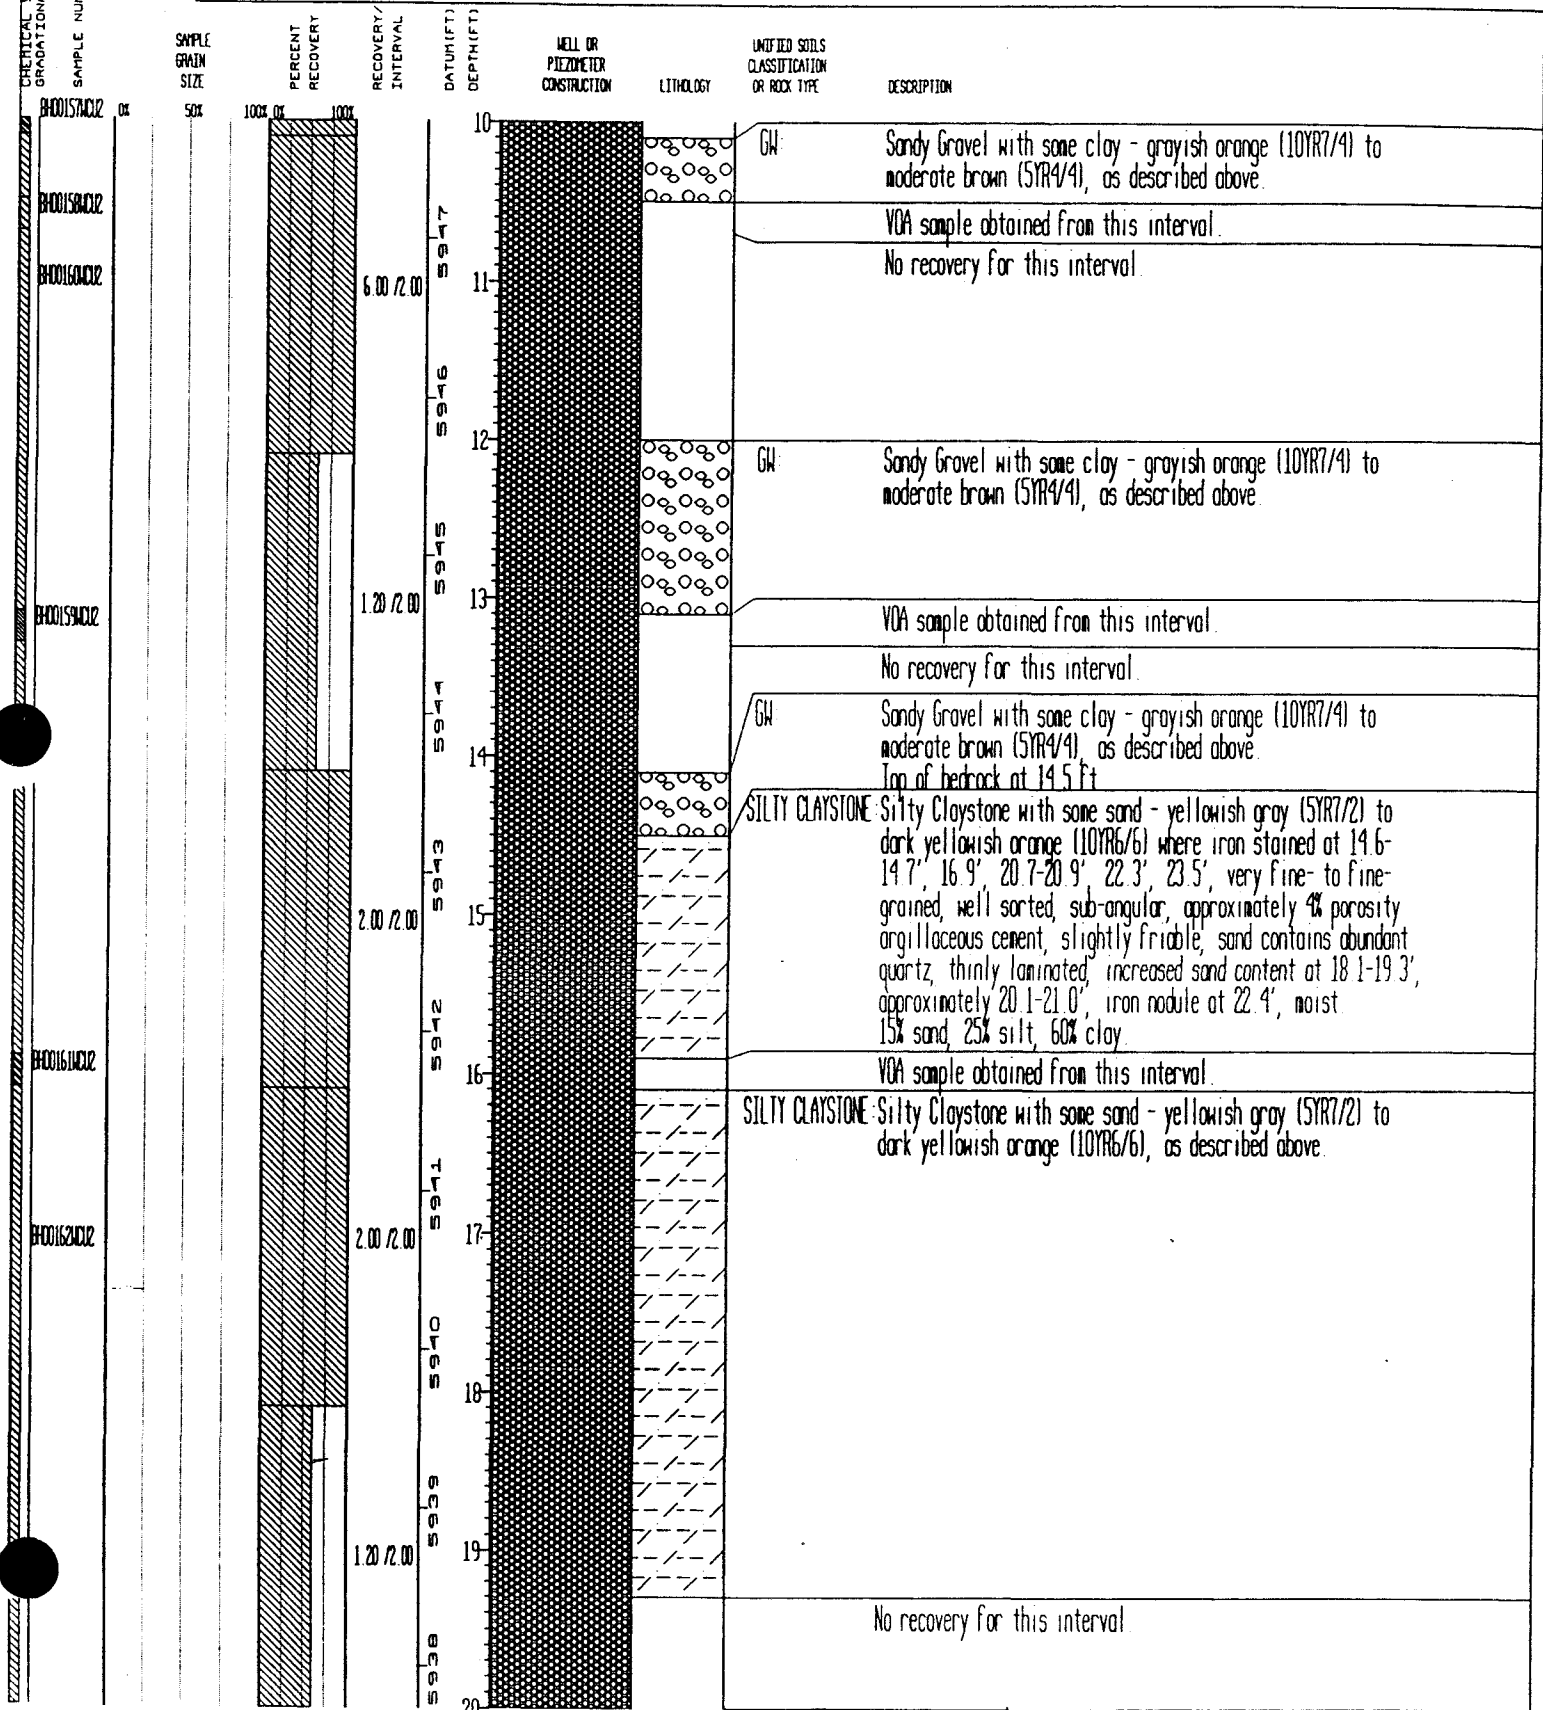 CHEMICAL
GRADATION
SAMPLE
SAMPLE
GRAIN
SIZE
PERCENT
RECOVERY
RECOVERY/
INTERVAL
DATUM(FT)
DEPTH(FT)
WELL OR
PIEZOMETER
CONSTRUCTION
LITHOLOGY
UNIFIED SOILS
CLASSIFICATION
OR ROCK TYPE
DESCRIPTION
0% 50% 100% 0% 100%
BH00157WCU2
BH00158WCU2
BH00160WCU2
BH00159WCU2
BH00161WCU2
BH00162WCU2
6.00 /2.00
1.20 /2.00
2.00 /2.00
2.00 /2.00
1.20 /2.00
5947
5946
5945
5944
5943
5942
5941
5940
5939
5938
10
11
12
13
14
15
16
17
18
19
20
GW: Sandy Gravel with some clay - grayish orange (10YR7/4) to
moderate brown (5YR4/4), as described above.
VOA sample obtained from this interval.
No recovery for this interval.
GW: Sandy Gravel with some clay - grayish orange (10YR7/4) to
moderate brown (5YR4/4), as described above.
VOA sample obtained from this interval.
No recovery for this interval.
GW: Sandy Gravel with some clay - grayish orange (10YR7/4) to
moderate brown (5YR4/4), as described above.
Top of bedrock at 14.5 ft
SILTY CLAYSTONE: Silty Claystone with some sand - yellowish gray (5YR7/2) to
dark yellowish orange (10YR6/6) where iron stained at 14.6-
14.7', 16.9', 20.7-20.9', 22.3', 23.5', very fine- to fine-
grained, well sorted, sub-angular, approximately 4% porosity
argillaceous cement, slightly friable, sand contains abundant
quartz, thinly laminated, increased sand content at 18.1-19.3',
approximately 20.1-21.0', iron nodule at 22.4', moist
15% sand, 25% silt, 60% clay.
VOA sample obtained from this interval.
SILTY CLAYSTONE: Silty Claystone with some sand - yellowish gray (5YR7/2) to
dark yellowish orange (10YR6/6), as described above.
No recovery for this interval.